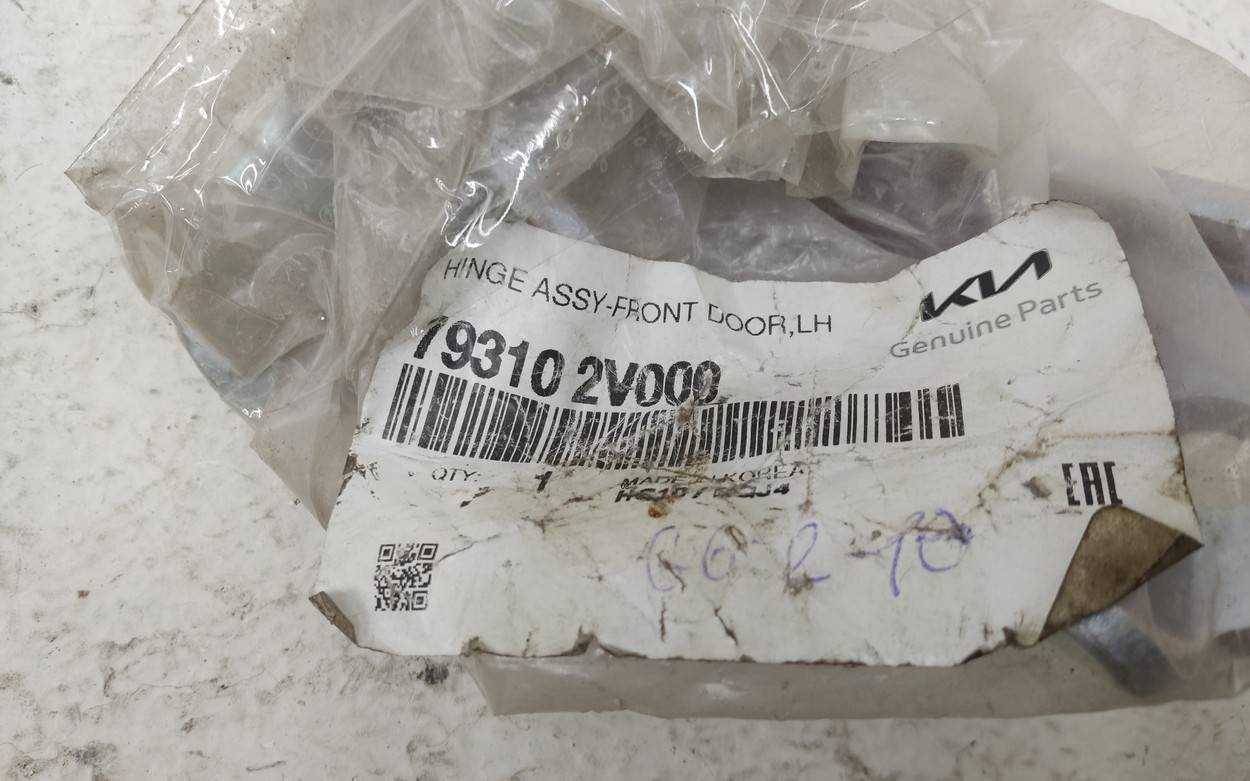 HINGE ASSY-FRONT DOOR,LH
KIA
Genuine Parts
79310 2V000
QTY: 1
MADE IN KOREA
EAC